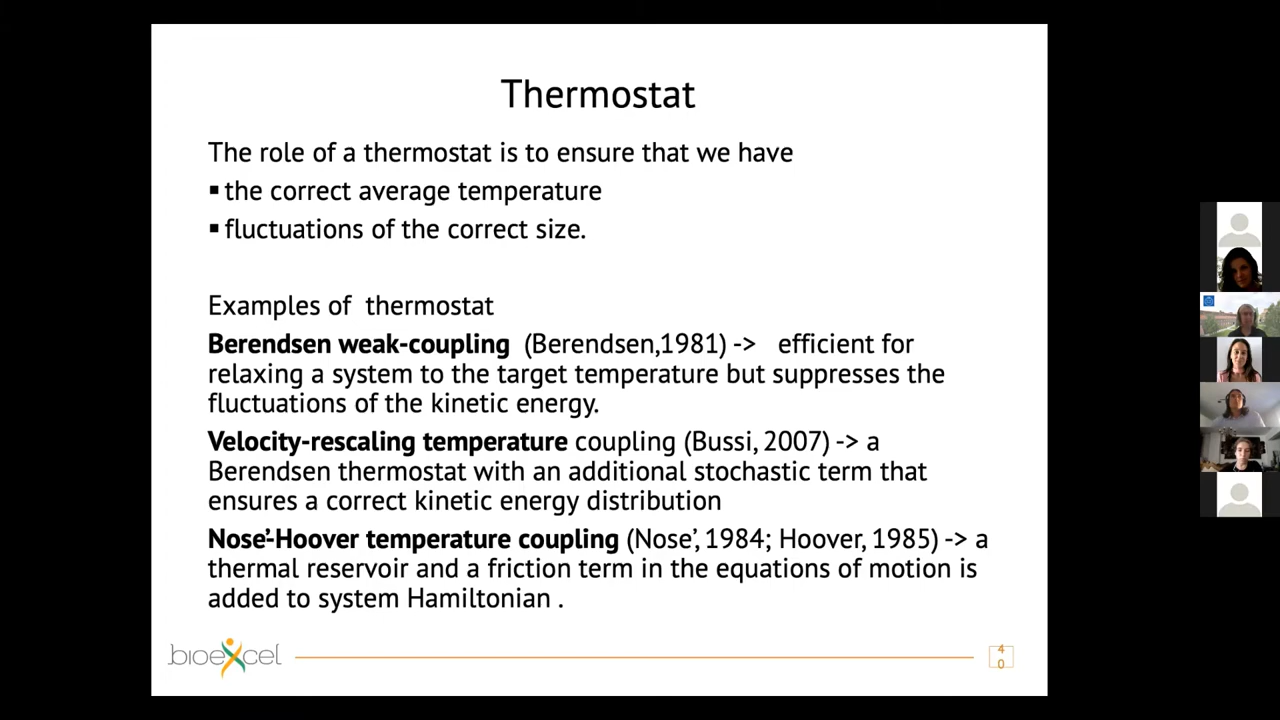 Thermostat
The role of a thermostat is to ensure that we have
▪ the correct average temperature
▪ fluctuations of the correct size.
Examples of  thermostat
Berendsen weak-coupling  (Berendsen,1981) ->   efficient for
relaxing a system to the target temperature but suppresses the
fluctuations of the kinetic energy.
Velocity-rescaling temperature coupling (Bussi, 2007) -> a
Berendsen thermostat with an additional stochastic term that
ensures a correct kinetic energy distribution
Nose'-Hoover temperature coupling (Nose', 1984; Hoover, 1985) -> a
thermal reservoir and a friction term in the equations of motion is
added to system Hamiltonian .
bioexcel
4
0